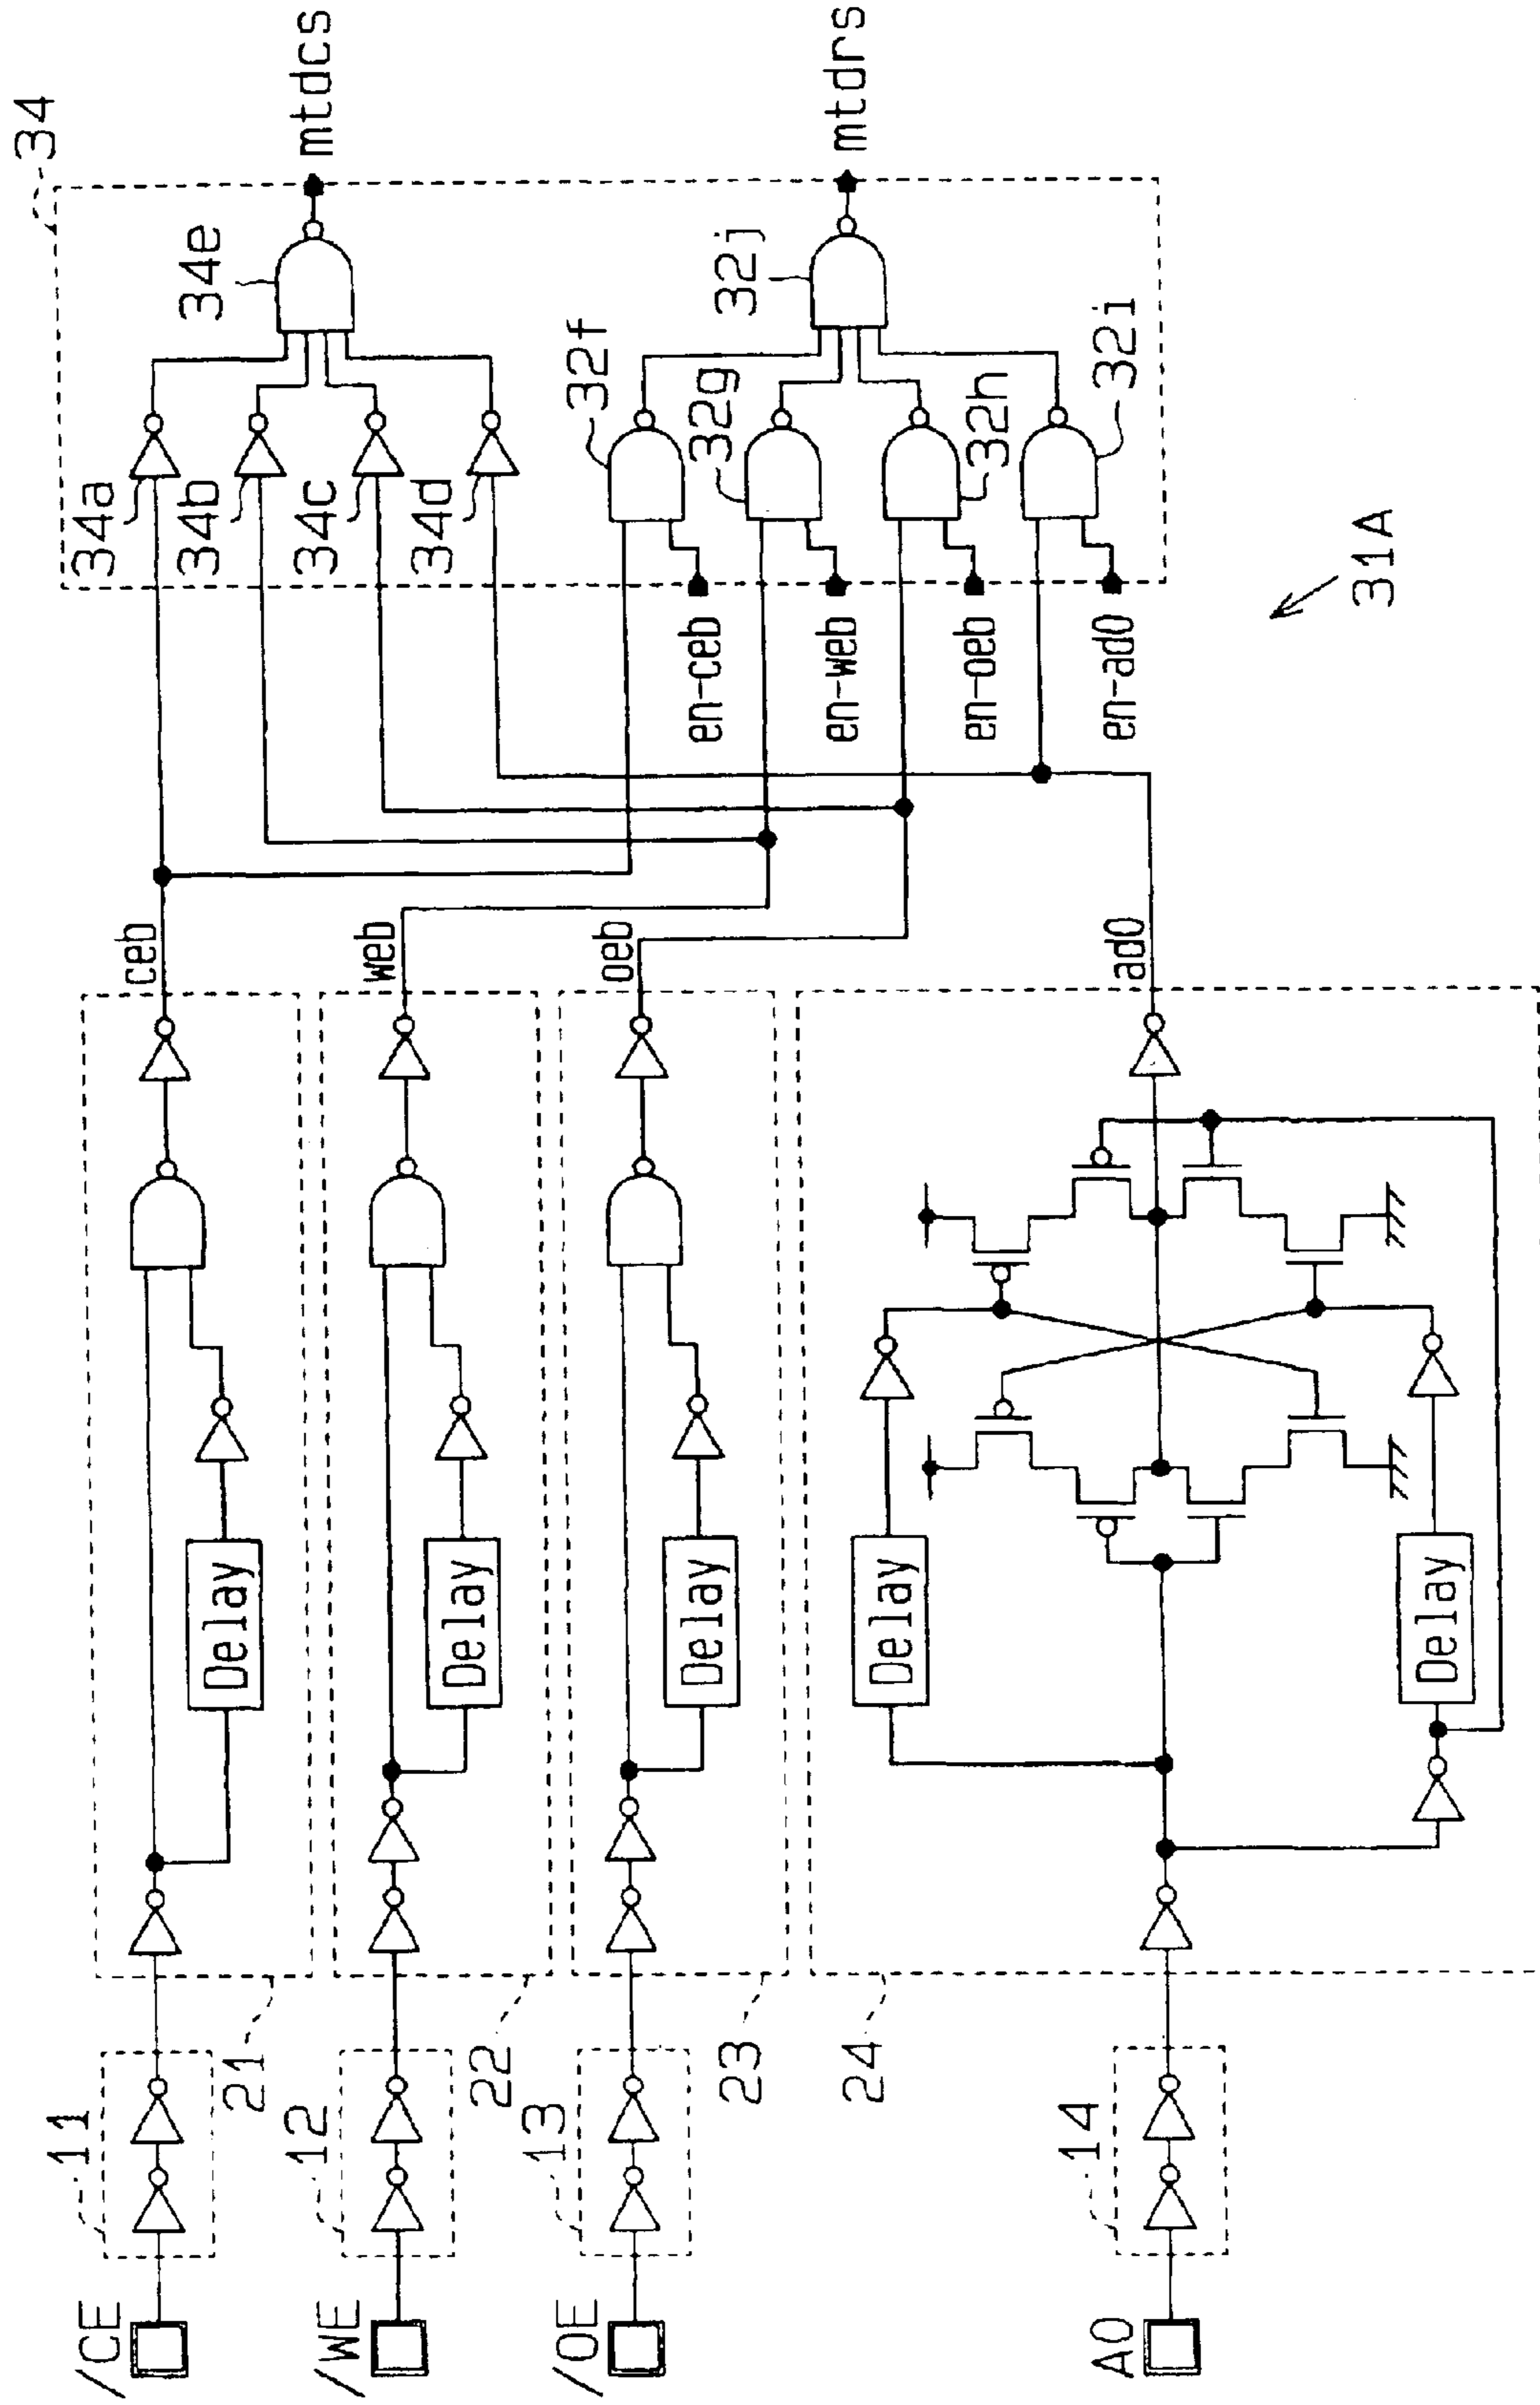 /CE
11
21
Delay
ceb
/WE
12
22
Delay
web
/OE
13
23
Delay
oeb
A0
14
24
Delay
Delay
ad0
34
34a
34b
34c
34d
34e
mtdcs
32f
32g
32h
32i
32j
mtdrs
en-ceb
en-web
en-oeb
en-ad0
31A